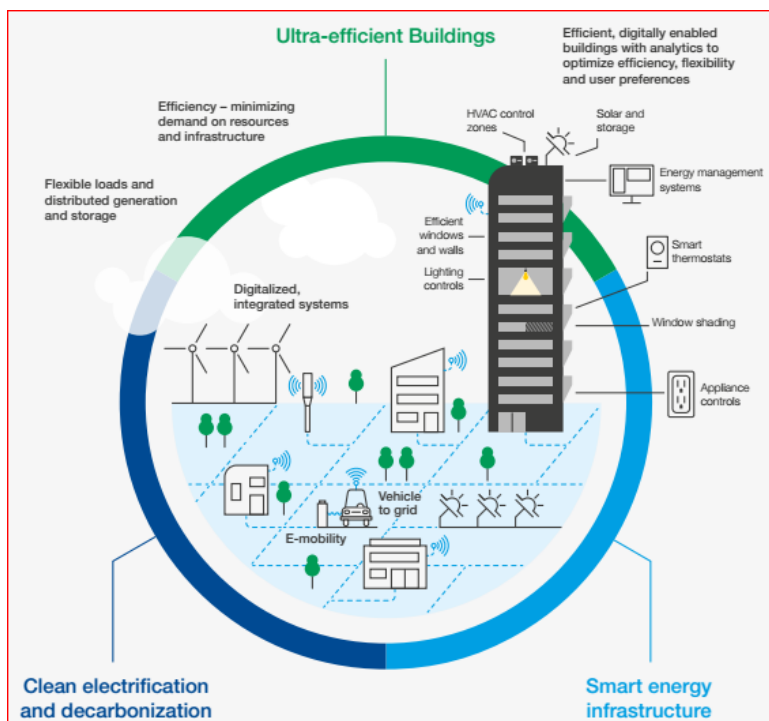 Ultra-efficient Buildings
Efficient, digitally enabled
buildings with analytics to
optimize efficiency, flexibility
and user preferences
Efficiency – minimizing
demand on resources
and infrastructure
HVAC control
zones
Solar and
storage
Flexible loads and
distributed generation
and storage
Energy management
systems
Efficient
windows
and walls
Smart
thermostats
Lighting
controls
Digitalized,
integrated systems
Window shading
Appliance
controls
Vehicle
to grid
E-mobility
Clean electrification
and decarbonization
Smart energy
infrastructure